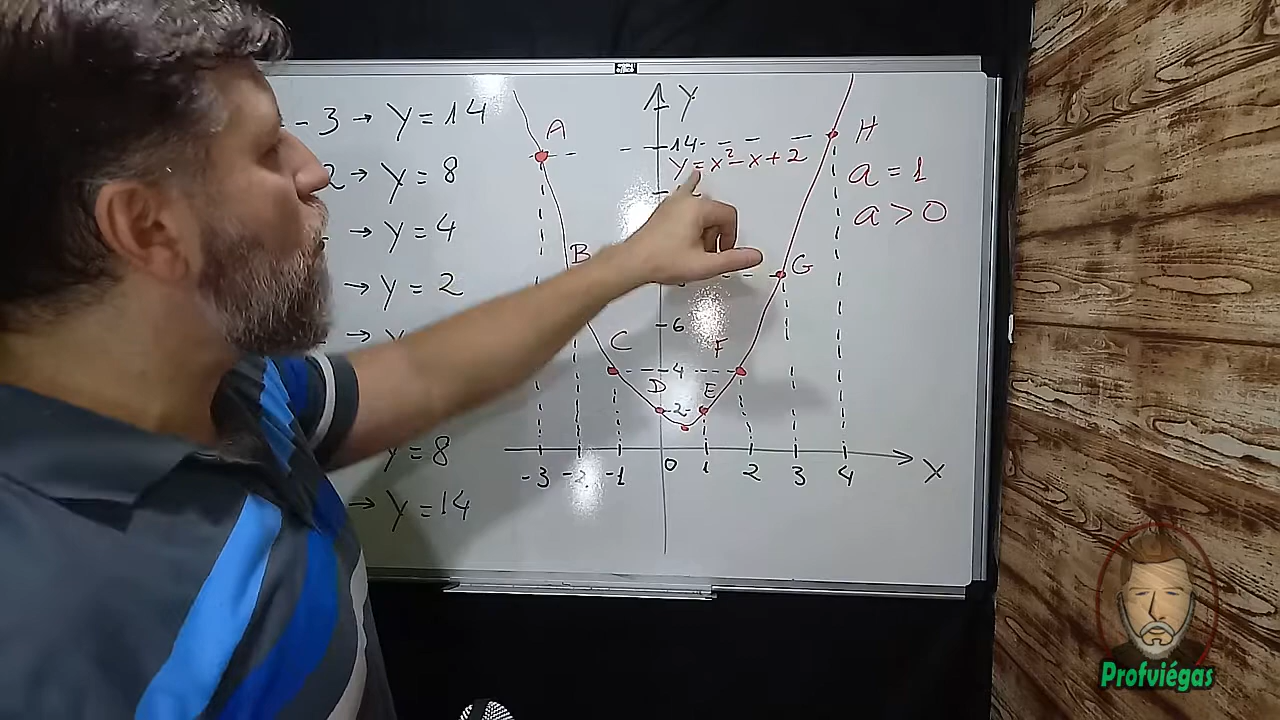 - 3 → y = 14
2 → y = 8
→ y = 4
→ y = 2
→ y
y = 8
→ y = 14
Y
A
14
H
y = x² - x + 2
a = 1
a > 0
B
G
6
C
F
4
D
E
2
-3 -2 -1 0 1 2 3 4 X
Profviégas